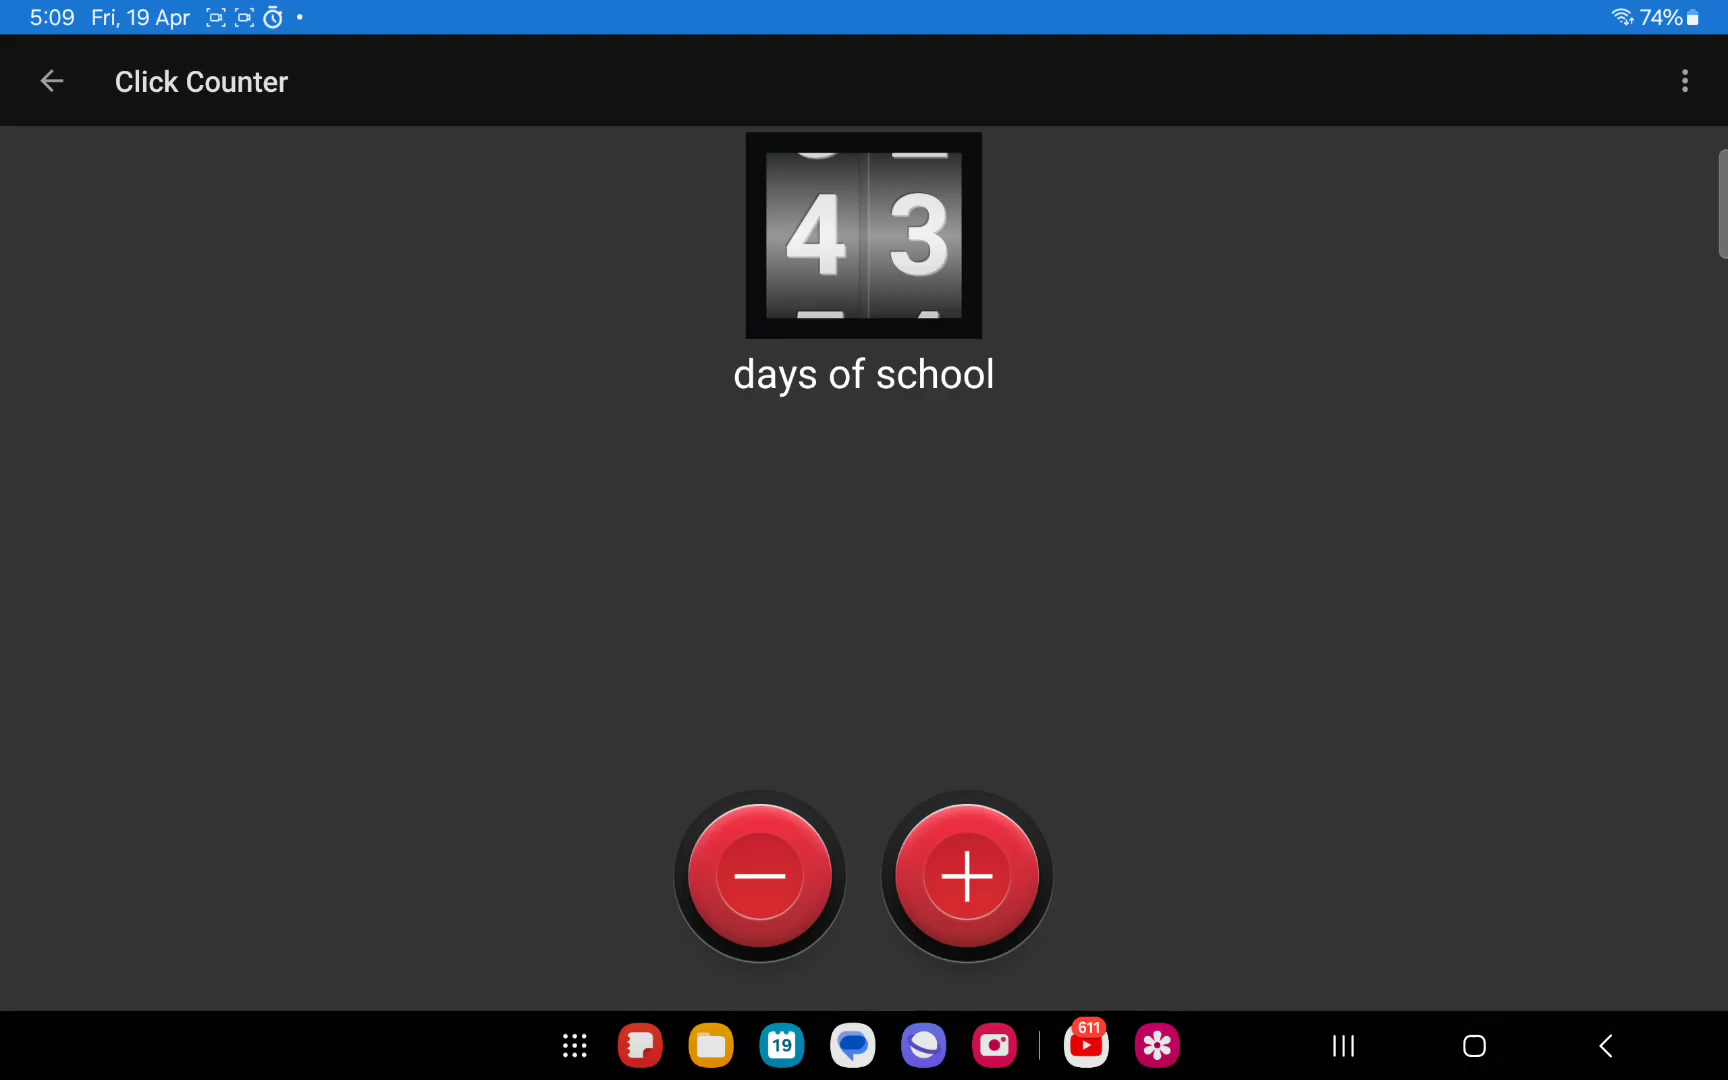 5:09 Fri, 19 Apr 74%
Click Counter
43
days of school
19
611